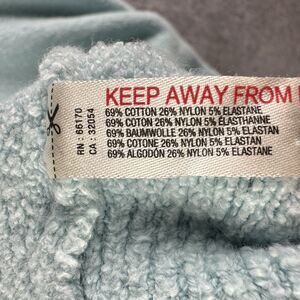 KEEP AWAY FROM
69% COTTON 26% NYLON 5% ELASTANE
69% COTON 26% NYLON 5% ELASTHANNE
69% BAUMWOLLE 26% NYLON 5% ELASTAN
69% COTONE 26% NYLON 5% ELASTAN
69% ALGODÓN 26% NYLON 5% ELASTANE
RN : 66170
CA : 32054